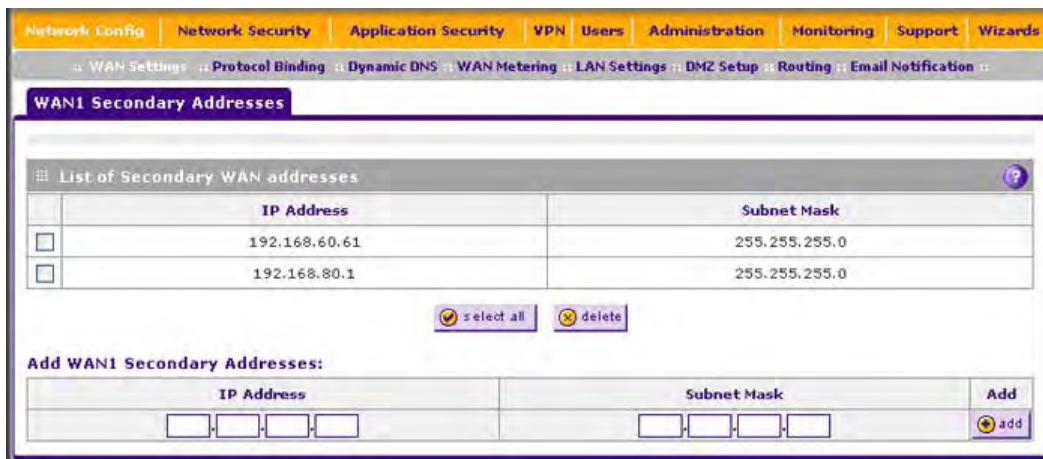 Network Config Network Security Application Security VPN Users Administration Monitoring Support Wizards
:: WAN Settings :: Protocol Binding :: Dynamic DNS :: WAN Metering :: LAN Settings :: DMZ Setup :: Routing :: Email Notification ::
WAN1 Secondary Addresses
List of Secondary WAN addresses ?
IP Address Subnet Mask
192.168.60.61 255.255.255.0
192.168.80.1 255.255.255.0
select all delete
Add WAN1 Secondary Addresses:
IP Address Subnet Mask Add
. . . . . . add